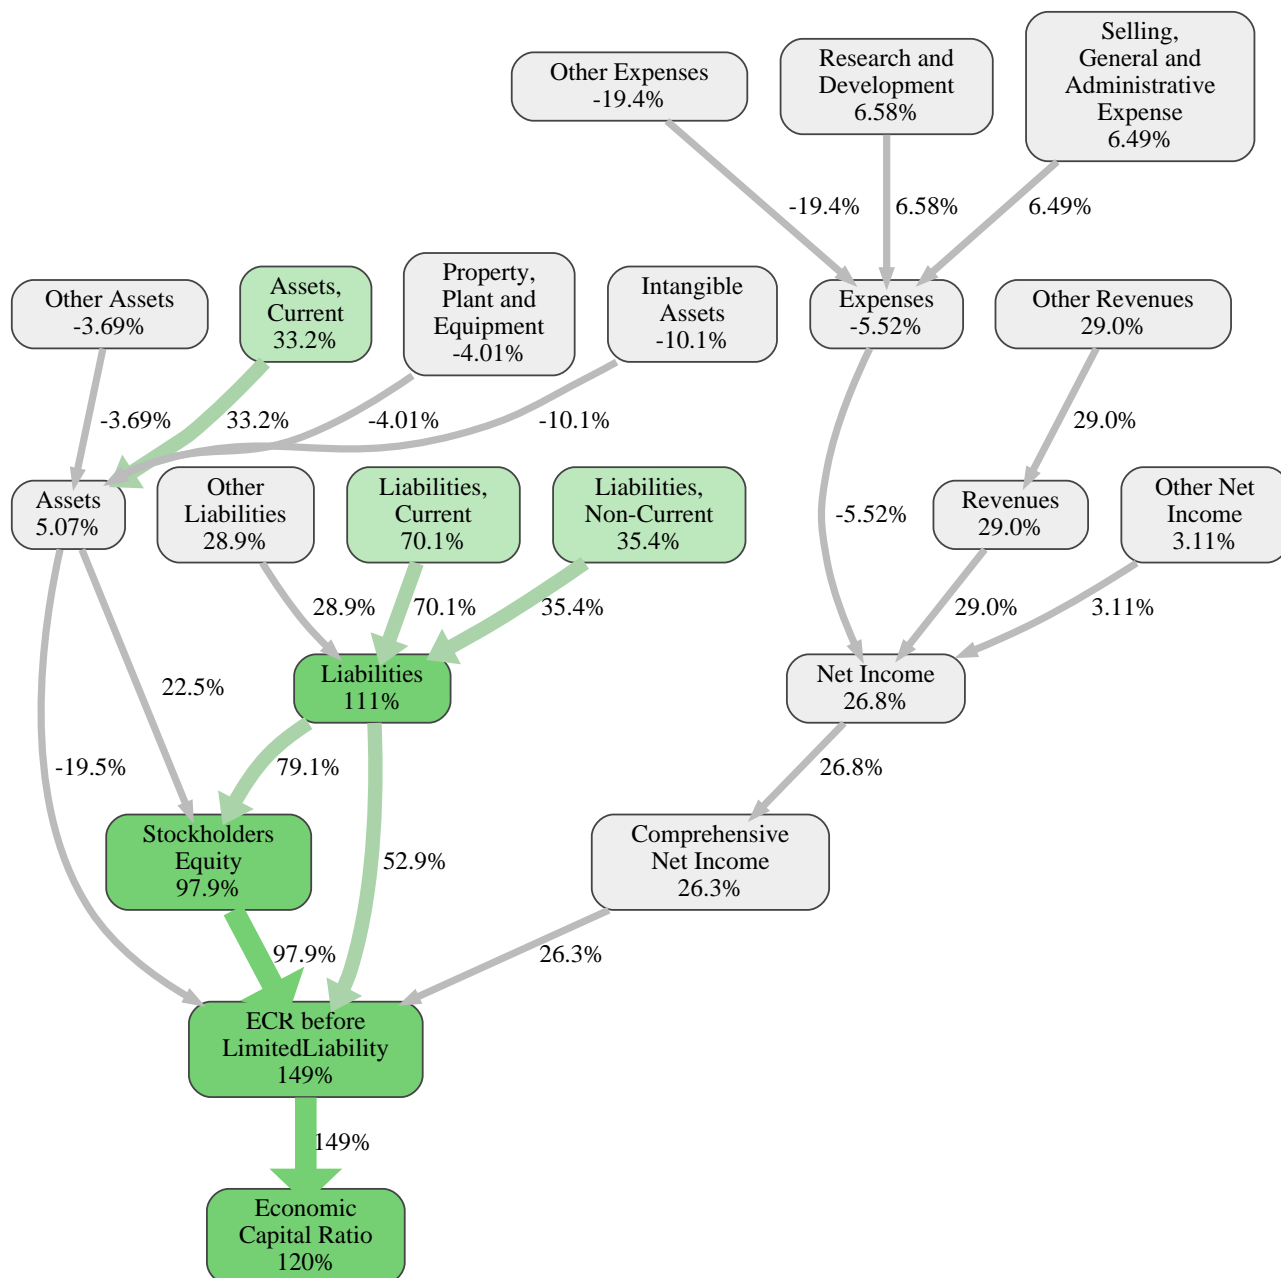 Selling,
General and
Administrative
Expense
6.49%
Research and
Development
6.58%
Other Expenses
-19.4%
-19.4%
6.58%
6.49%
Other Assets
-3.69%
Assets,
Current
33.2%
Property,
Plant and
Equipment
-4.01%
Intangible
Assets
-10.1%
Expenses
-5.52%
Other Revenues
29.0%
-3.69%
33.2%
-4.01%
-10.1%
29.0%
Assets
5.07%
Other
Liabilities
28.9%
Liabilities,
Current
70.1%
Liabilities,
Non-Current
35.4%
-5.52%
Revenues
29.0%
Other Net
Income
3.11%
28.9%
70.1%
35.4%
29.0%
3.11%
22.5%
Liabilities
111%
Net Income
26.8%
-19.5%
79.1%
26.8%
Stockholders
Equity
97.9%
52.9%
Comprehensive
Net Income
26.3%
97.9%
26.3%
ECR before
LimitedLiability
149%
149%
Economic
Capital Ratio
120%